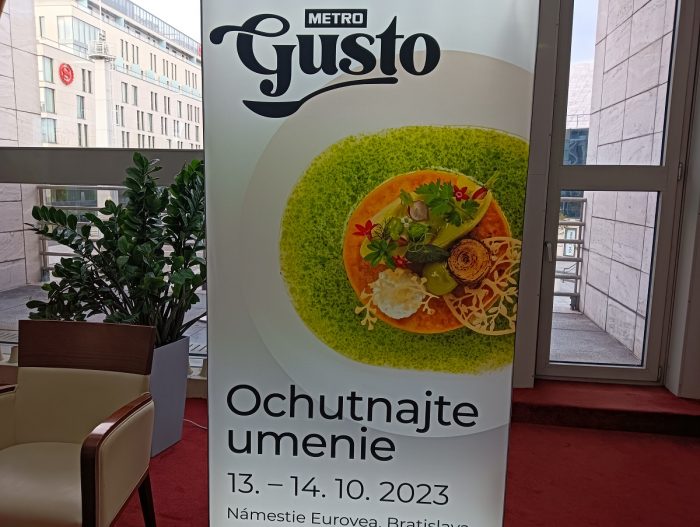 METRO
Gusto
Ochutnajte
umenie
13. – 14. 10. 2023
Námestie Eurovea, Bratislava